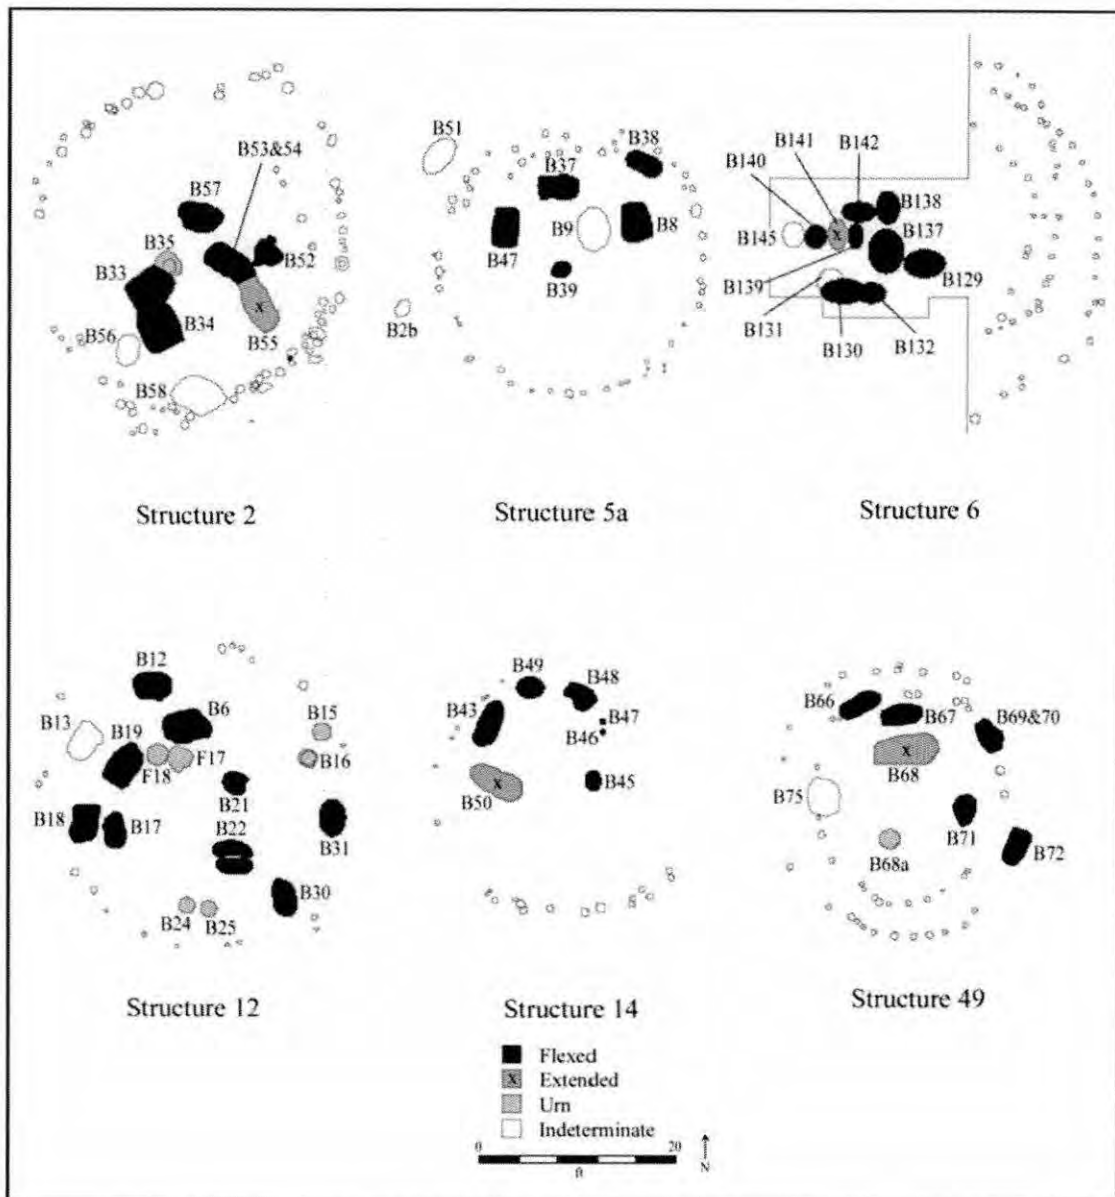 B53&54
B57
B35
B33
B52
B34
B56
B55
B58
Structure 2
B51
B38
B37
B9
B8
B47
B39
B2b
Structure 5a
B141
B142
B140
B138
B137
B145
B129
B139
B131
B130
B132
x
x
Structure 6
B12
B6
B15
B13
B19
F17
B16
F18
B21
B18
B17
B22
B31
B30
B24
B25
Structure 12
B49
B48
B43
B47
B46
B45
x
B50
Structure 14
B66
B67
B69&70
x
B68
B75
B71
B72
B68a
Structure 49
Flexed
x Extended
Urn
Indeterminate
0 20
ft
N